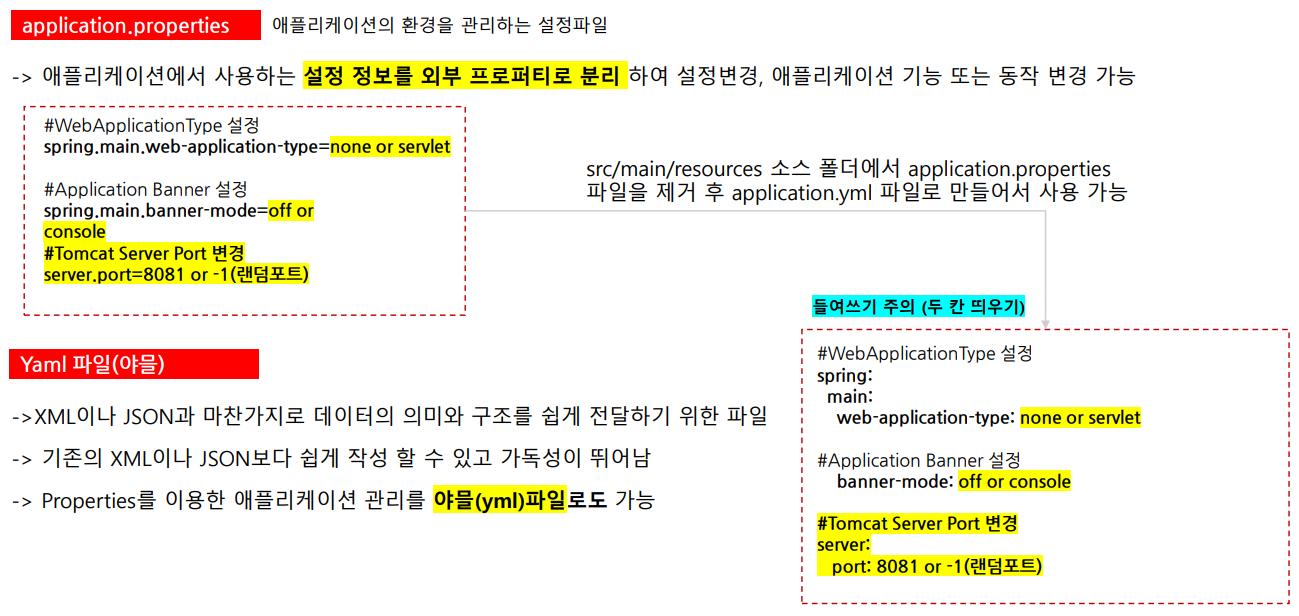 application.properties 애플리케이션의 환경을 관리하는 설정파일
-> 애플리케이션에서 사용하는 설정 정보를 외부 프로퍼티로 분리 하여 설정변경, 애플리케이션 기능 또는 동작 변경 가능
#WebApplicationType 설정
spring.main.web-application-type=none or servlet
#Application Banner 설정
spring.main.banner-mode=off or
console
#Tomcat Server Port 변경
server.port=8081 or -1(랜덤포트)
src/main/resources 소스 폴더에서 application.properties
파일을 제거 후 application.yml 파일로 만들어서 사용 가능
들여쓰기 주의 (두 칸 띄우기)
#WebApplicationType 설정
spring:
  main:
    web-application-type: none or servlet
#Application Banner 설정
    banner-mode: off or console
#Tomcat Server Port 변경
server:
   port: 8081 or -1(랜덤포트)
Yaml 파일(야믈)
->XML이나 JSON과 마찬가지로 데이터의 의미와 구조를 쉽게 전달하기 위한 파일
-> 기존의 XML이나 JSON보다 쉽게 작성 할 수 있고 가독성이 뛰어남
-> Properties를 이용한 애플리케이션 관리를 야믈(yml)파일로도 가능